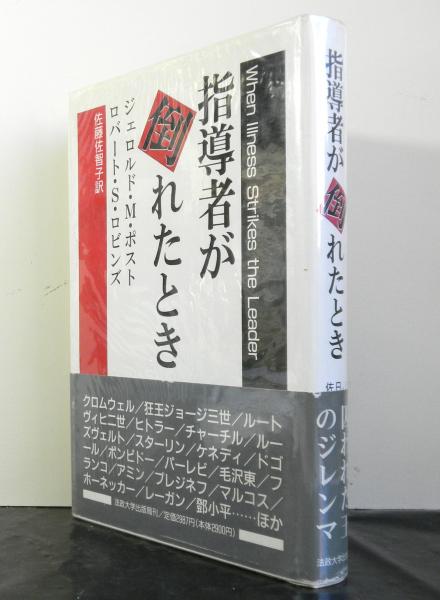 When Illness Strikes the Leader
指導者が
倒れたとき
ジェロルド・M・ポスト
ロバート・S・ロビンズ
佐藤佐智子訳
クロムウェル／狂王ジョージ三世／ルート
ヴィヒ二世／ヒトラー／チャーチル／ルー
ズヴェルト／スターリン／ケネディ／ドゴ
ール／ポンピドー／パーレビ／毛沢東／フ
ランコ／アミン／ブレジネフ／マルコス／
ホーネッカー／レーガン／鄧小平……ほか
法政大学出版局刊／定価2987円（本体2900円）
指導者が倒れたとき
のジレンマ
法政大学出